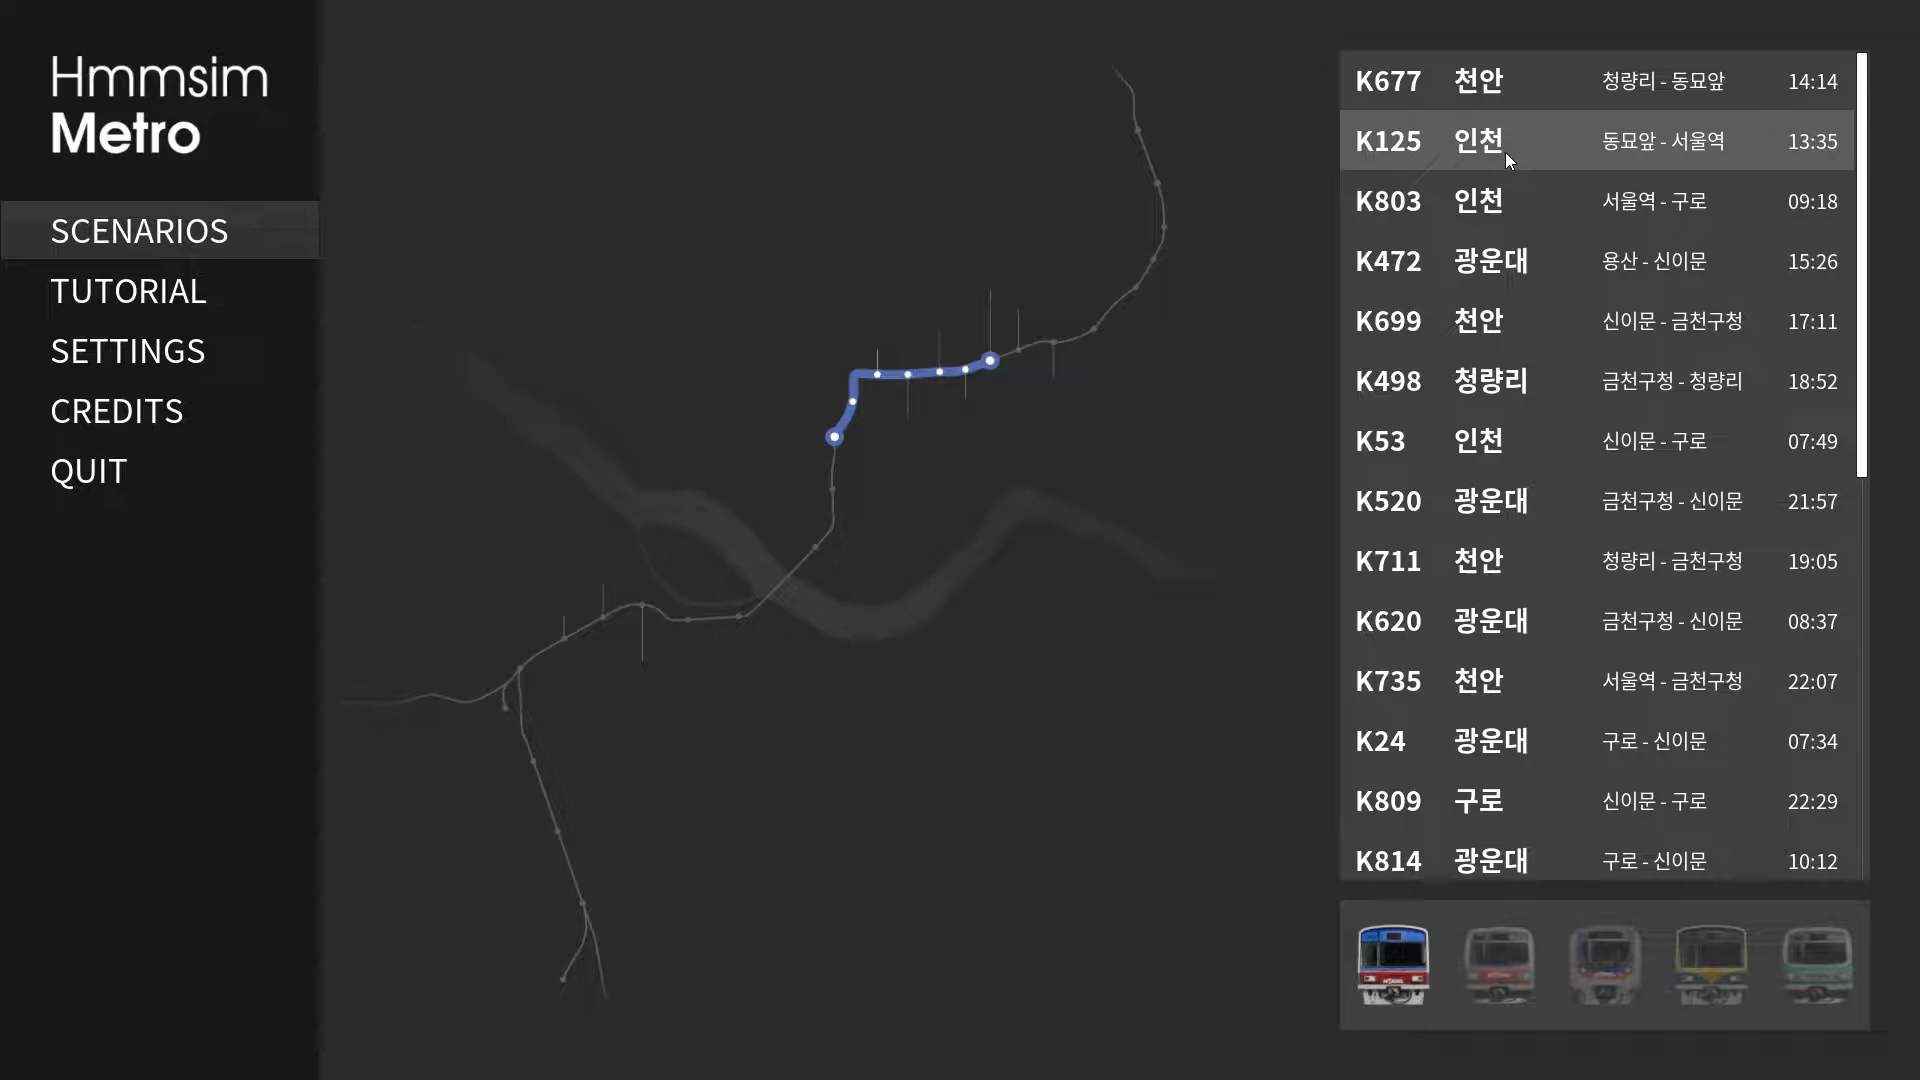 Hmmsim
Metro
SCENARIOS
TUTORIAL
SETTINGS
CREDITS
QUIT
K677 천안 청량리 - 동묘앞 14:14
K125 인천 동묘앞 - 서울역 13:35
K803 인천 서울역 - 구로 09:18
K472 광운대 용산 - 신이문 15:26
K699 천안 신이문 - 금천구청 17:11
K498 청량리 금천구청 - 청량리 18:52
K53 인천 신이문 - 구로 07:49
K520 광운대 금천구청 - 신이문 21:57
K711 천안 청량리 - 금천구청 19:05
K620 광운대 금천구청 - 신이문 08:37
K735 천안 서울역 - 금천구청 22:07
K24 광운대 구로 - 신이문 07:34
K809 구로 신이문 - 구로 22:29
K814 광운대 구로 - 신이문 10:12